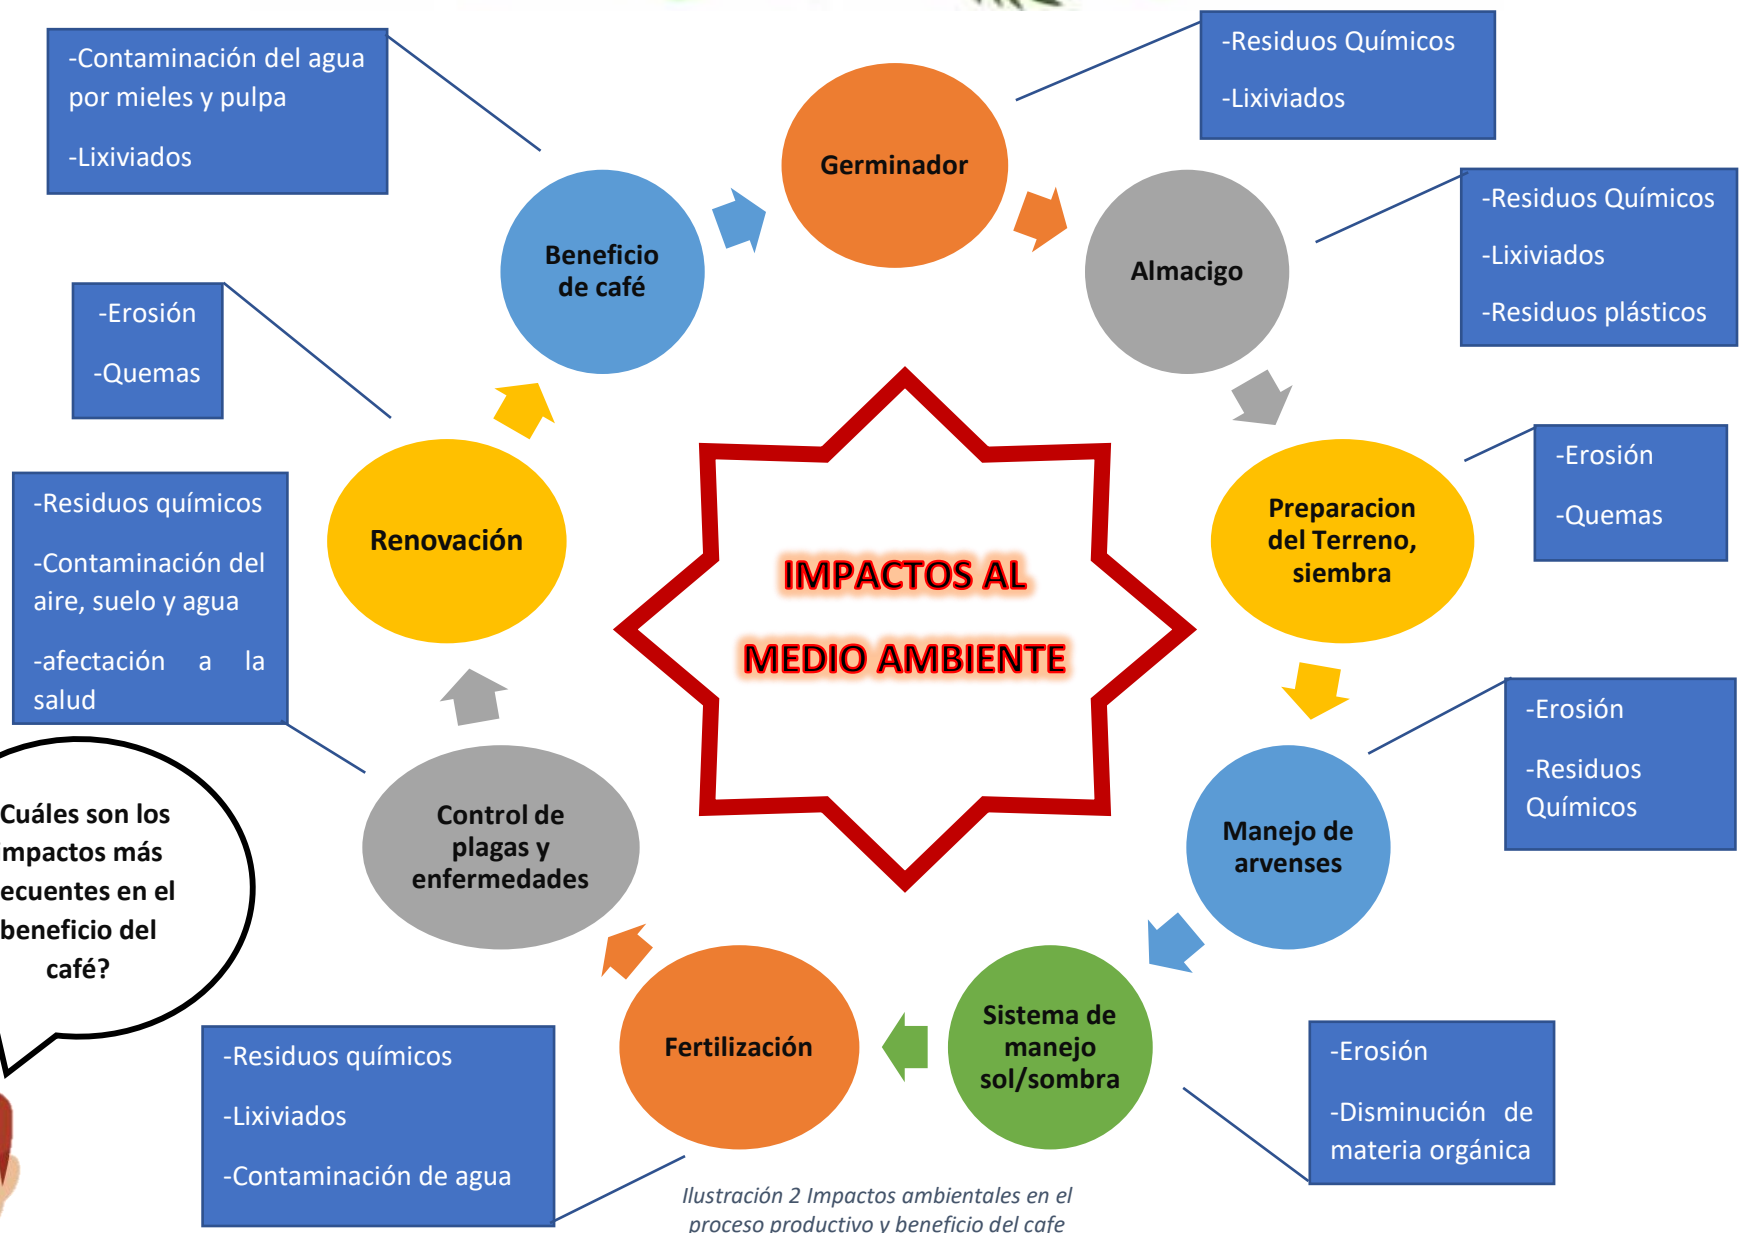 -Contaminación del agua
por mieles y pulpa
-Lixiviados
-Residuos Químicos
-Lixiviados
Germinador
-Residuos Químicos
-Lixiviados
-Residuos plásticos
Beneficio
de café
Almacigo
-Erosión
-Quemas
-Erosión
-Quemas
-Residuos químicos
-Contaminación del
aire, suelo y agua
-afectación a la
salud
Renovación
Preparacion
del Terreno,
siembra
IMPACTOS AL
MEDIO AMBIENTE
-Erosión
-Residuos
Químicos
Cuáles son los
impactos más
ecuentes en el
beneficio del
café?
Control de
plagas y
enfermedades
Manejo de
arvenses
Sistema de
manejo
sol/sombra
Fertilización
-Residuos químicos
-Lixiviados
-Contaminación de agua
-Erosión
-Disminución de
materia orgánica
Ilustración 2 Impactos ambientales en el
proceso productivo y beneficio del cafe